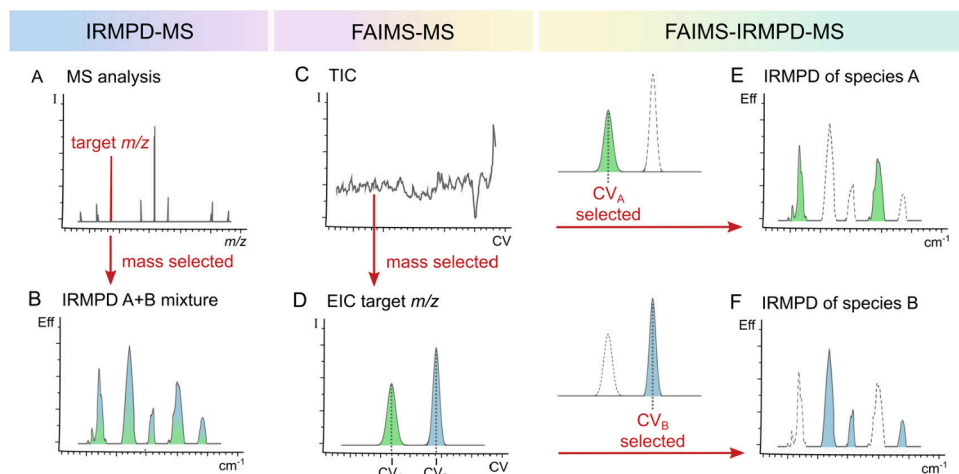 IRMPD-MS
FAIMS-MS
FAIMS-IRMPD-MS
A MS analysis
I
target m/z
m/z
mass selected
B IRMPD A+B mixture
Eff
cm-1
C TIC
I
CV
mass selected
D EIC target m/z
I
CV
CVA
selected
E IRMPD of species A
Eff
cm-1
CVB
selected
F IRMPD of species B
Eff
cm-1